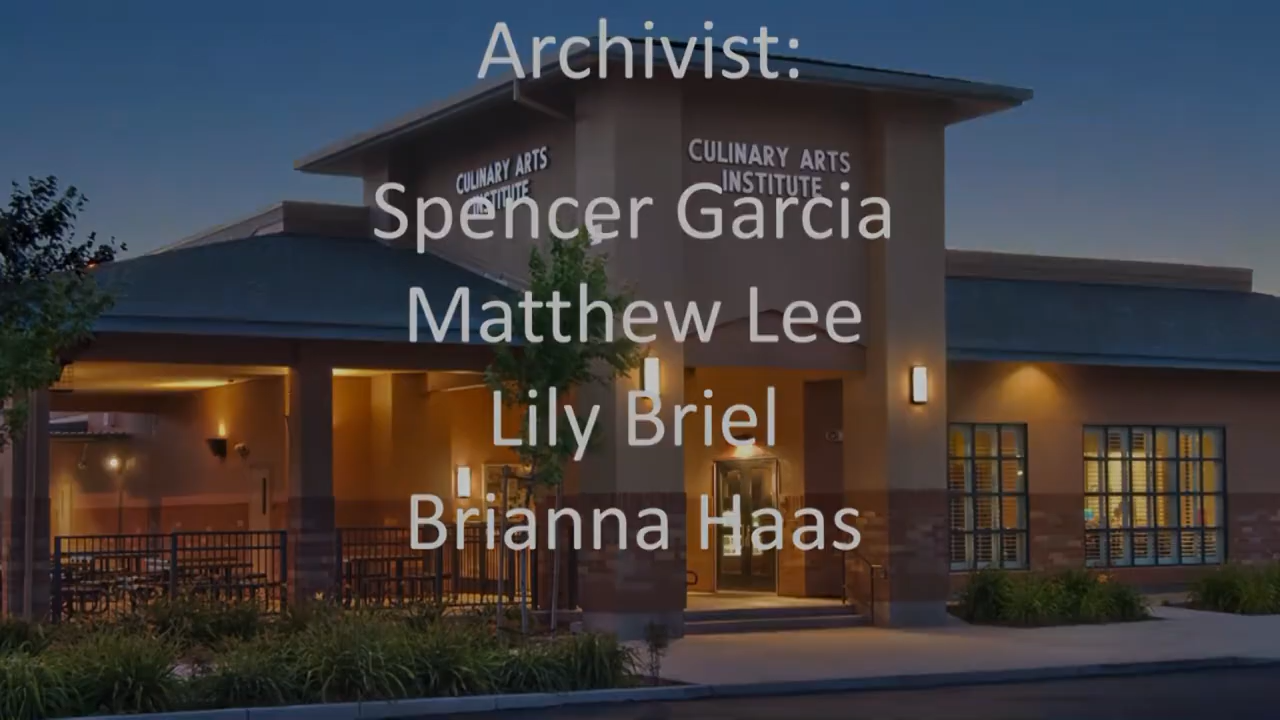 Archivist:
CULINARY ARTS
INSTITUTE
CULINARY ARTS
INSTITUTE
Spencer Garcia
Matthew Lee
Lily Briel
Brianna Haas